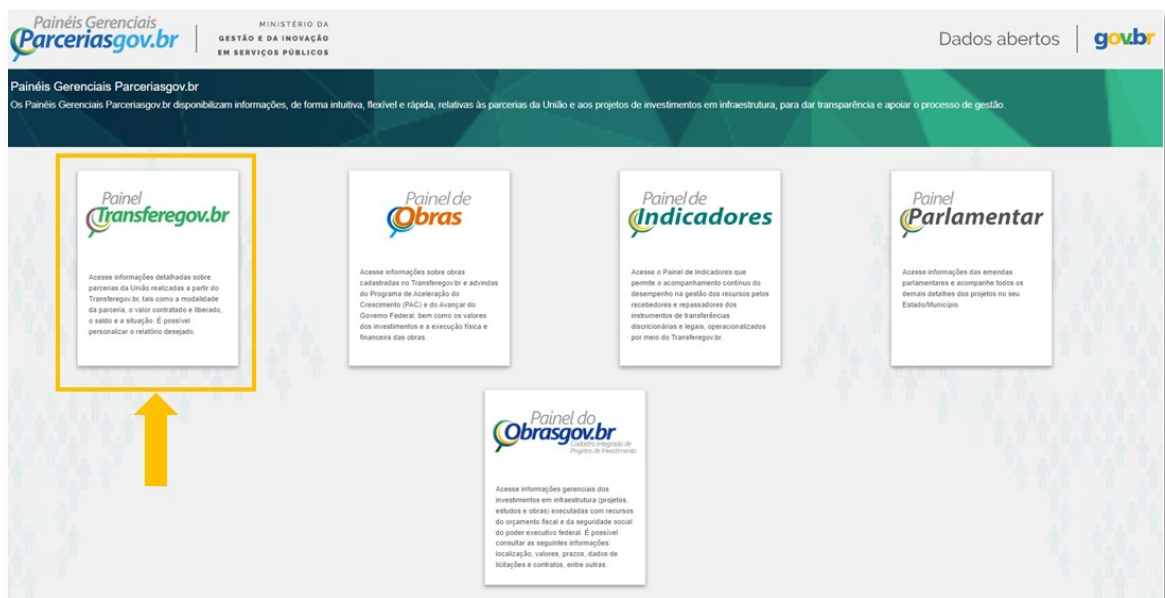 Painéis Gerenciais
Parceriasgov.br
MINISTÉRIO DA
GESTÃO E DA INOVAÇÃO
EM SERVIÇOS PÚBLICOS
Dados abertos
gov.br
Painéis Gerenciais Parceriasgov.br
Os Painéis Gerenciais Parceriasgov.br disponibilizam informações, de forma intuitiva, flexível e rápida, relativas às parcerias da União e aos projetos de investimentos em infraestrutura, para dar transparência e apoiar o processo de gestão.
Painel
Transferegov.br
Acesse informações detalhadas sobre
parcerias da União realizadas a partir do
Transferegov.br, tais como a modalidade
da parceria, o valor contratado e liberado,
o saldo e a situação. É possível
personalizar o relatório desejado.
Painel de
Obras
Acesse informações sobre obras
cadastradas no Transferegov.br e advindas
do Programa de Aceleração do
Crescimento (PAC) e do Avançar do
Governo Federal, bem como os valores
dos investimentos e a execução física e
financeira das obras.
Painel de
Indicadores
Acesse o Painel de Indicadores que
permite o acompanhamento contínuo do
desempenho na gestão dos recursos pelos
recebedores e repassadores dos
instrumentos de transferências
discricionárias e legais, operacionalizados
por meio do Transferegov.br.
Painel
Parlamentar
Acesse informações das emendas
parlamentares e acompanhe todos os
demais detalhes dos projetos no seu
Estado/Município.
Painel do
Obrasgov.br
Cadastro Integrado de
Projetos de Investimento
Acesse informações gerenciais dos
investimentos em infraestrutura (projetos,
estudos e obras) executadas com recursos
do orçamento fiscal e da seguridade social
do poder executivo federal. É possível
consultar as seguintes informações:
localização, valores, prazos, dados de
licitações e contratos, entre outras.